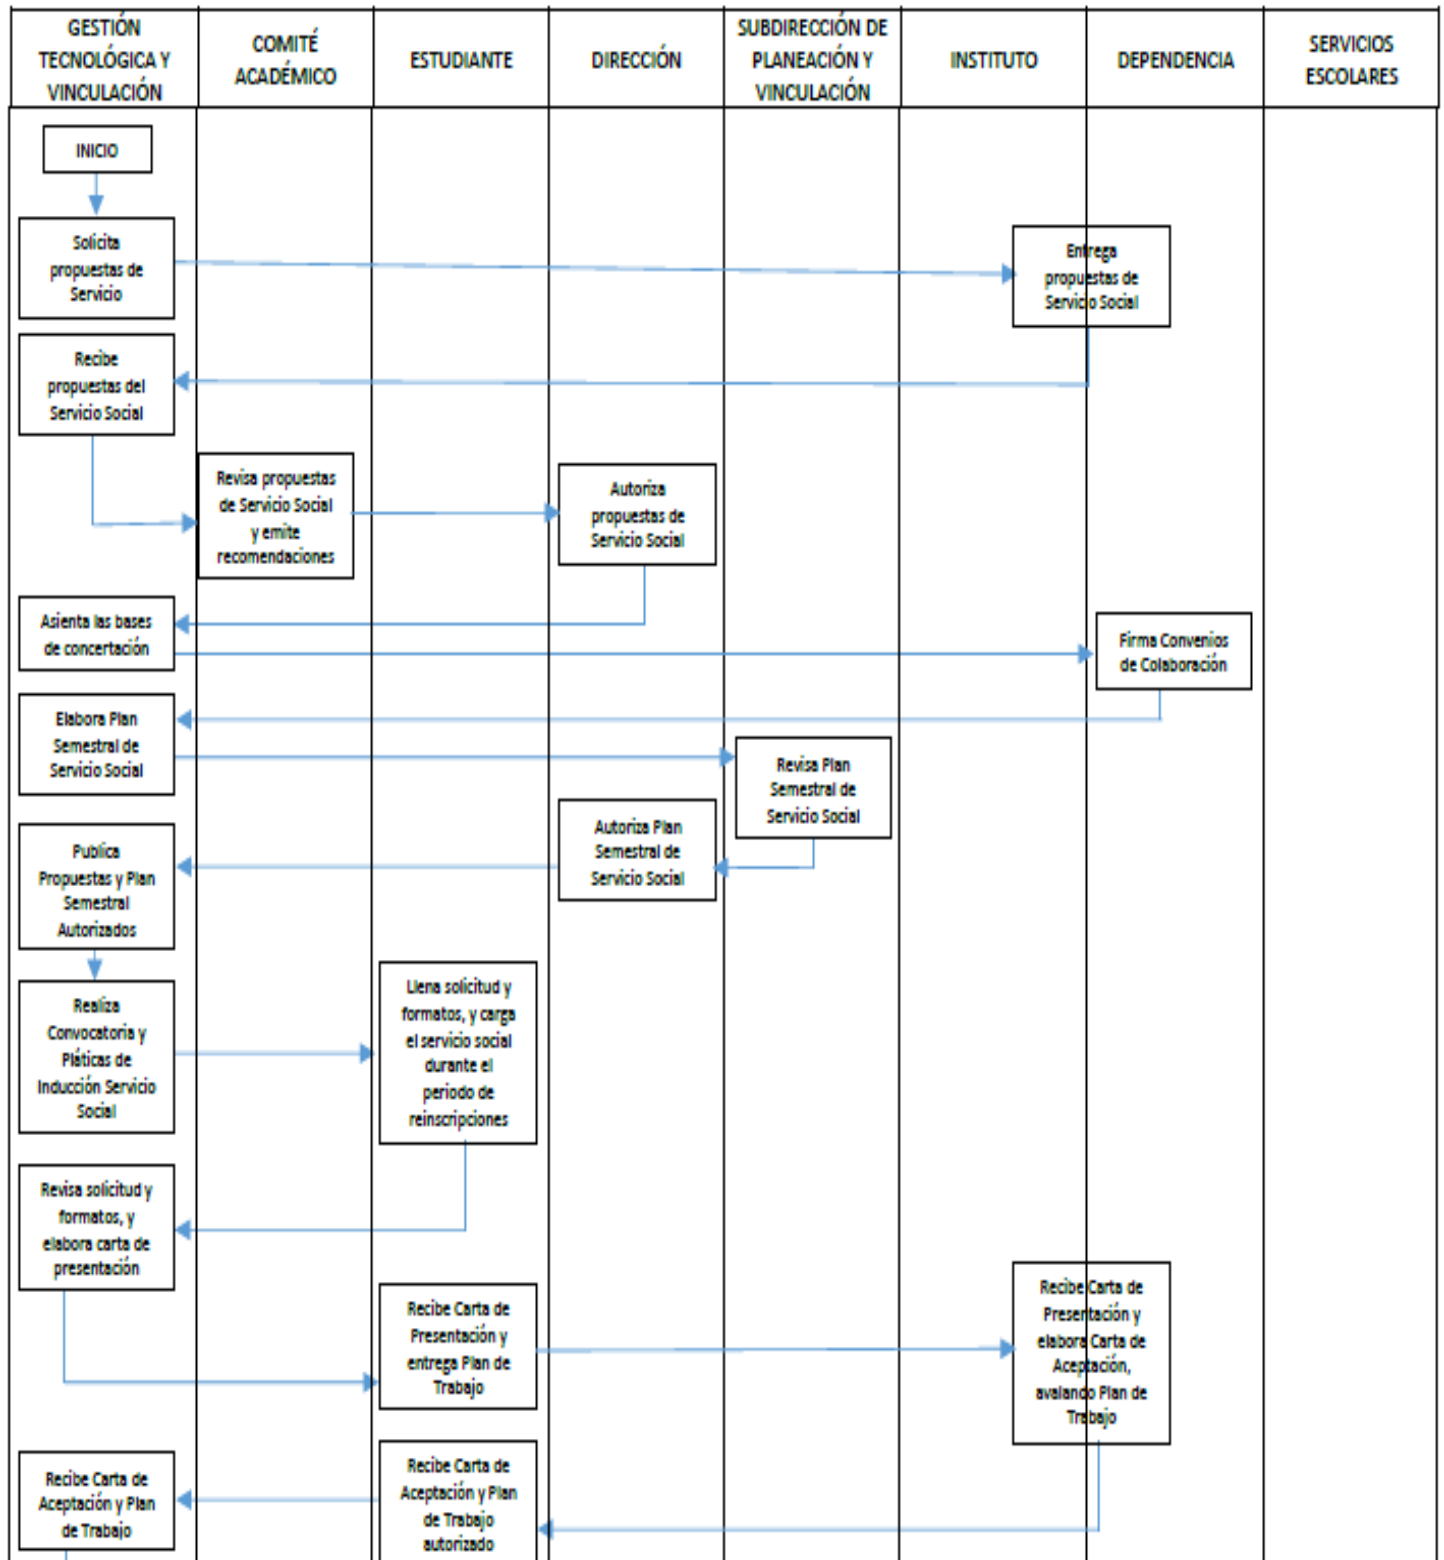 GESTIÓN
TECNOLÓGICA Y
VINCULACIÓN
COMITÉ
ACADÉMICO
ESTUDIANTE
DIRECCIÓN
SUBDIRECCIÓN DE
PLANEACIÓN Y
VINCULACIÓN
INSTITUTO
DEPENDENCIA
SERVICIOS
ESCOLARES
INICIO
Solicita
propuestas de
Servicio
Entrega
propuestas de
Servicio Social
Recibe
propuestas del
Servicio Social
Revisa propuestas
de Servicio Social
y emite
recomendaciones
Autoriza
propuestas de
Servicio Social
Asienta las bases
de concertación
Firma Convenios
de Colaboración
Elabora Plan
Semestral de
Servicio Social
Revisa Plan
Semestral de
Servicio Social
Autoriza Plan
Semestral de
Servicio Social
Publica
Propuestas y Plan
Semestral
Autorizados
Realiza
Convocatoria y
Pláticas de
Inducción Servicio
Social
Llena solicitud y
formatos, y carga
el servicio social
durante el
periodo de
reinscripciones
Revisa solicitud y
formatos, y
elabora carta de
presentación
Recibe Carta de
Presentación y
entrega Plan de
Trabajo
Recibe Carta de
Presentación y
elabora Carta de
Aceptación,
avalando Plan de
Trabajo
Recibe Carta de
Aceptación y Plan
de Trabajo
autorizado
Recibe Carta de
Aceptación y Plan
de Trabajo